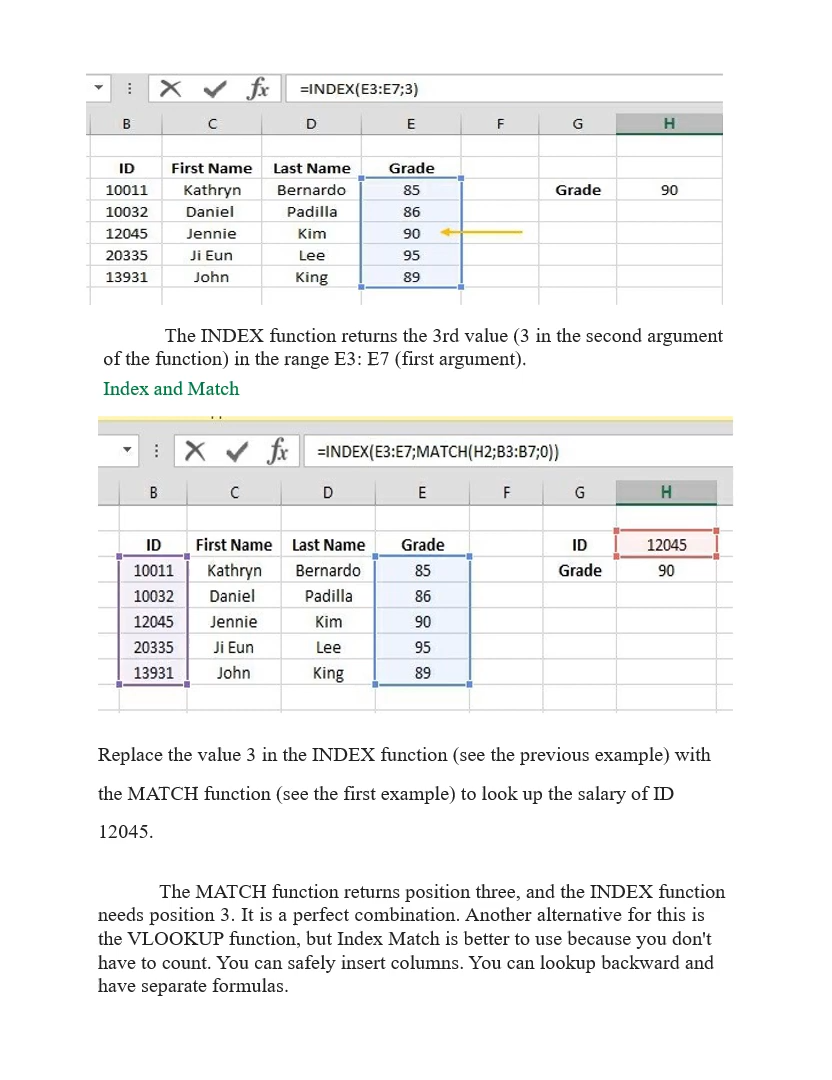 fx =INDEX(E3:E7;3)
B C D E F G H
ID First Name Last Name Grade
10011 Kathryn Bernardo 85 Grade 90
10032 Daniel Padilla 86
12045 Jennie Kim 90
20335 Ji Eun Lee 95
13931 John King 89
The INDEX function returns the 3rd value (3 in the second argument
of the function) in the range E3: E7 (first argument).
Index and Match
fx =INDEX(E3:E7;MATCH(H2;B3:B7;0))
B C D E F G H
ID First Name Last Name Grade ID 12045
10011 Kathryn Bernardo 85 Grade 90
10032 Daniel Padilla 86
12045 Jennie Kim 90
20335 Ji Eun Lee 95
13931 John King 89
Replace the value 3 in the INDEX function (see the previous example) with
the MATCH function (see the first example) to look up the salary of ID
12045.
The MATCH function returns position three, and the INDEX function
needs position 3. It is a perfect combination. Another alternative for this is
the VLOOKUP function, but Index Match is better to use because you don't
have to count. You can safely insert columns. You can lookup backward and
have separate formulas.